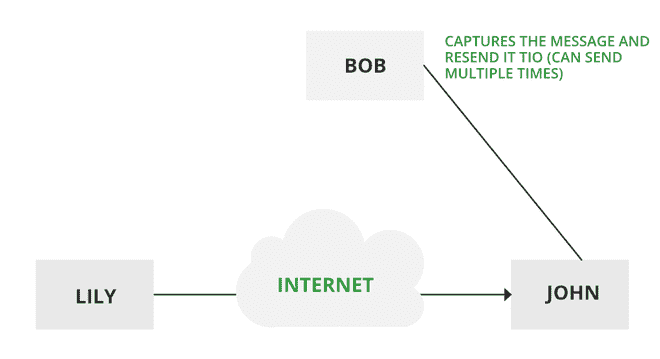 BOB
CAPTURES THE MESSAGE AND
RESEND IT TIO (CAN SEND
MULTIPLE TIMES)
LILY
INTERNET
JOHN